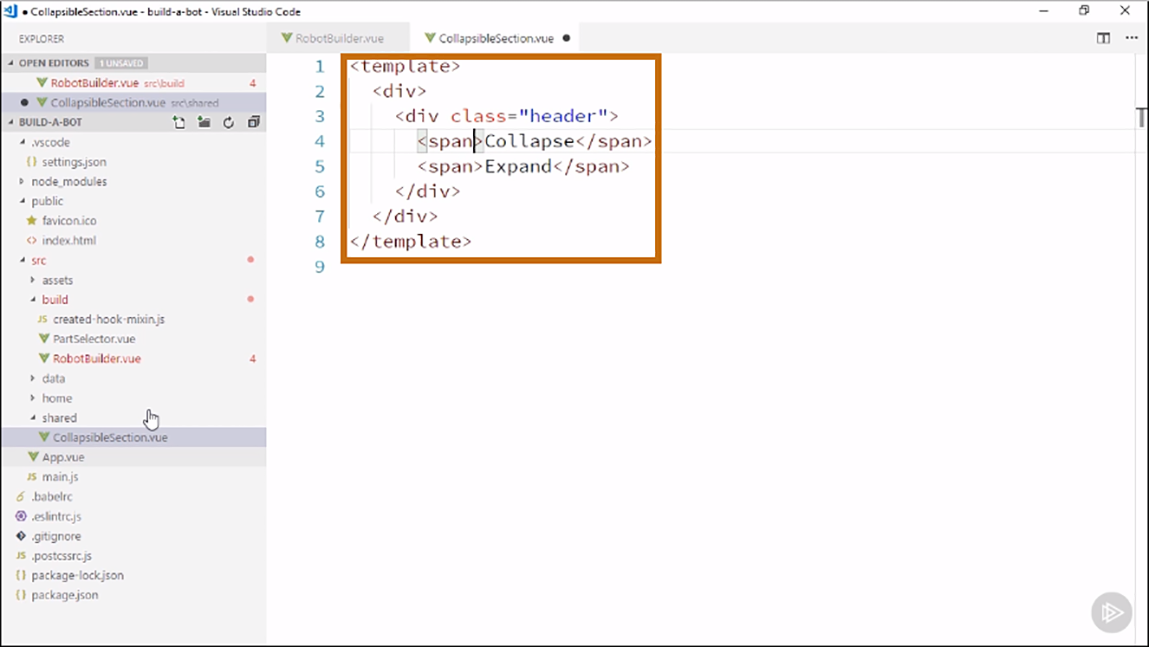 CollapsibleSection.vue - build-a-bot - Visual Studio Code
EXPLORER
OPEN EDITORS 1 UNSAVED
RobotBuilder.vue src\build 4
CollapsibleSection.vue src\shared
BUILD-A-BOT
.vscode
{} settings.json
node_modules
public
favicon.ico
<> index.html
src
assets
build
JS created-hook-mixin.js
PartSelector.vue
RobotBuilder.vue 4
data
home
shared
CollapsibleSection.vue
App.vue
JS main.js
.babelrc
.eslintrc.js
.gitignore
JS .postcssrc.js
{} package-lock.json
{} package.json
RobotBuilder.vue
CollapsibleSection.vue
1 <template>
2 <div>
3 <div class="header">
4 <span>Collapse</span>
5 <span>Expand</span>
6 </div>
7 </div>
8 </template>
9